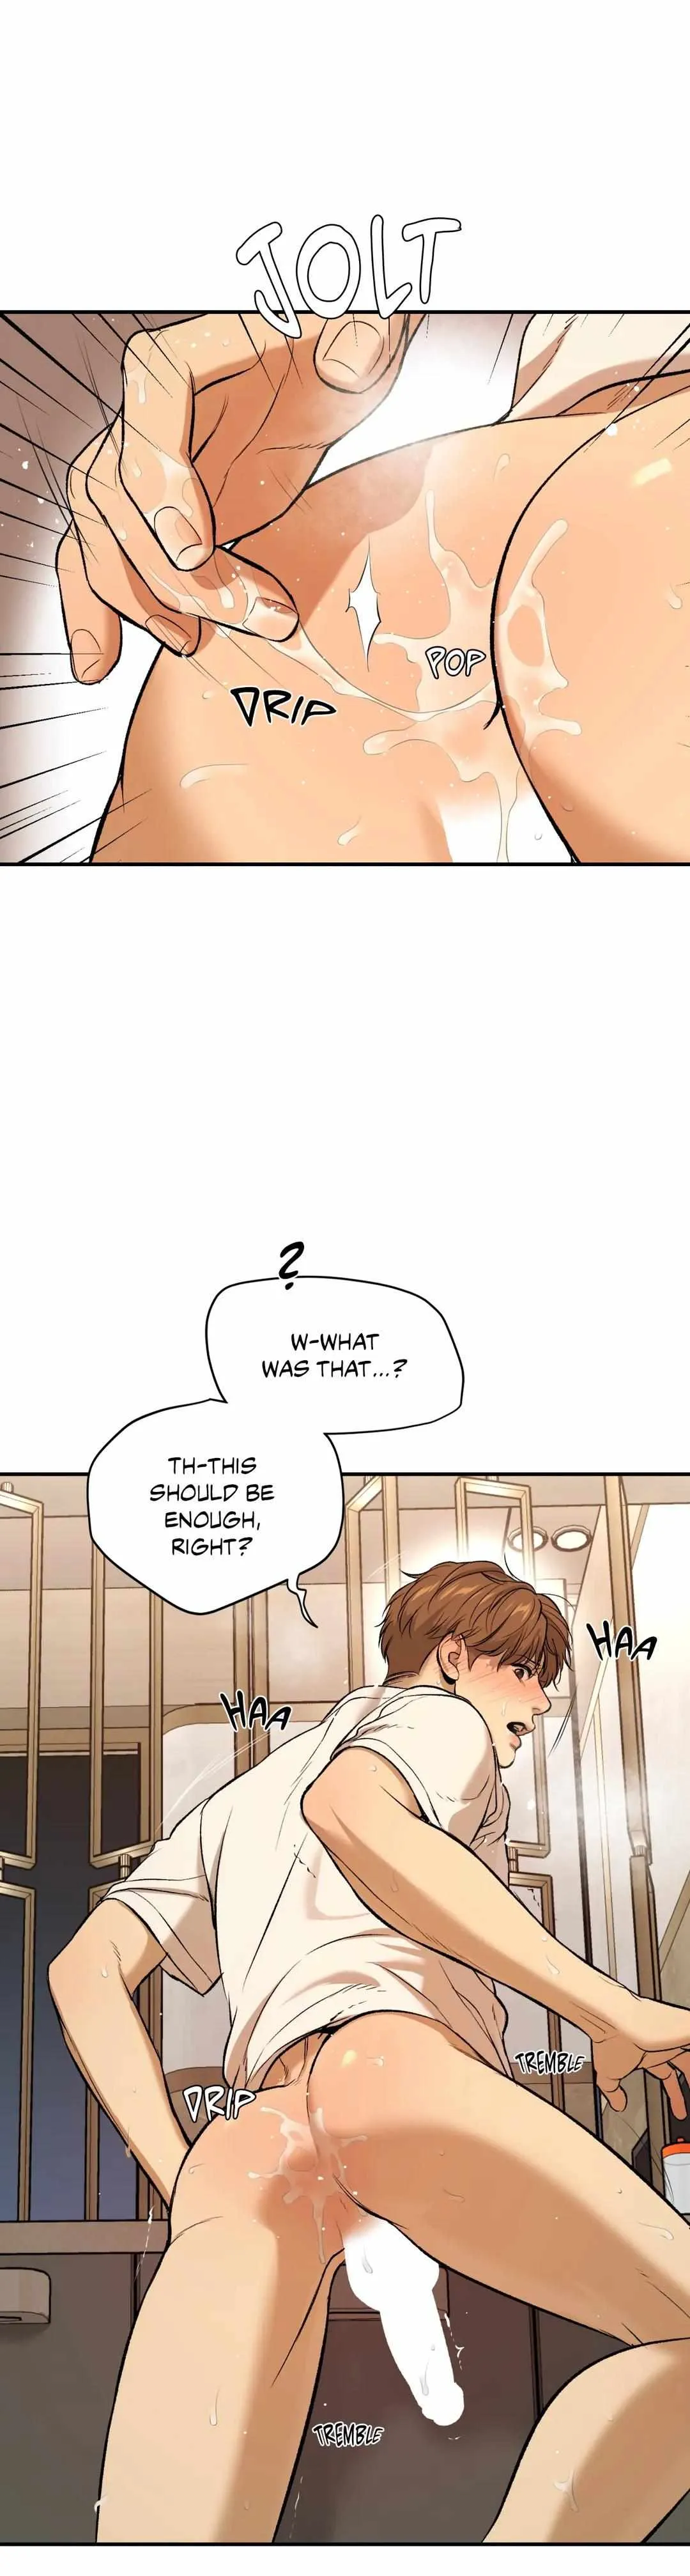 JOLT
POP
DRIP
?
W-WHAT
WAS THAT...?
TH-THIS
SHOULD BE
ENOUGH,
RIGHT?
HAA
HAA
TREMBLE
DRIP
TREMBLE